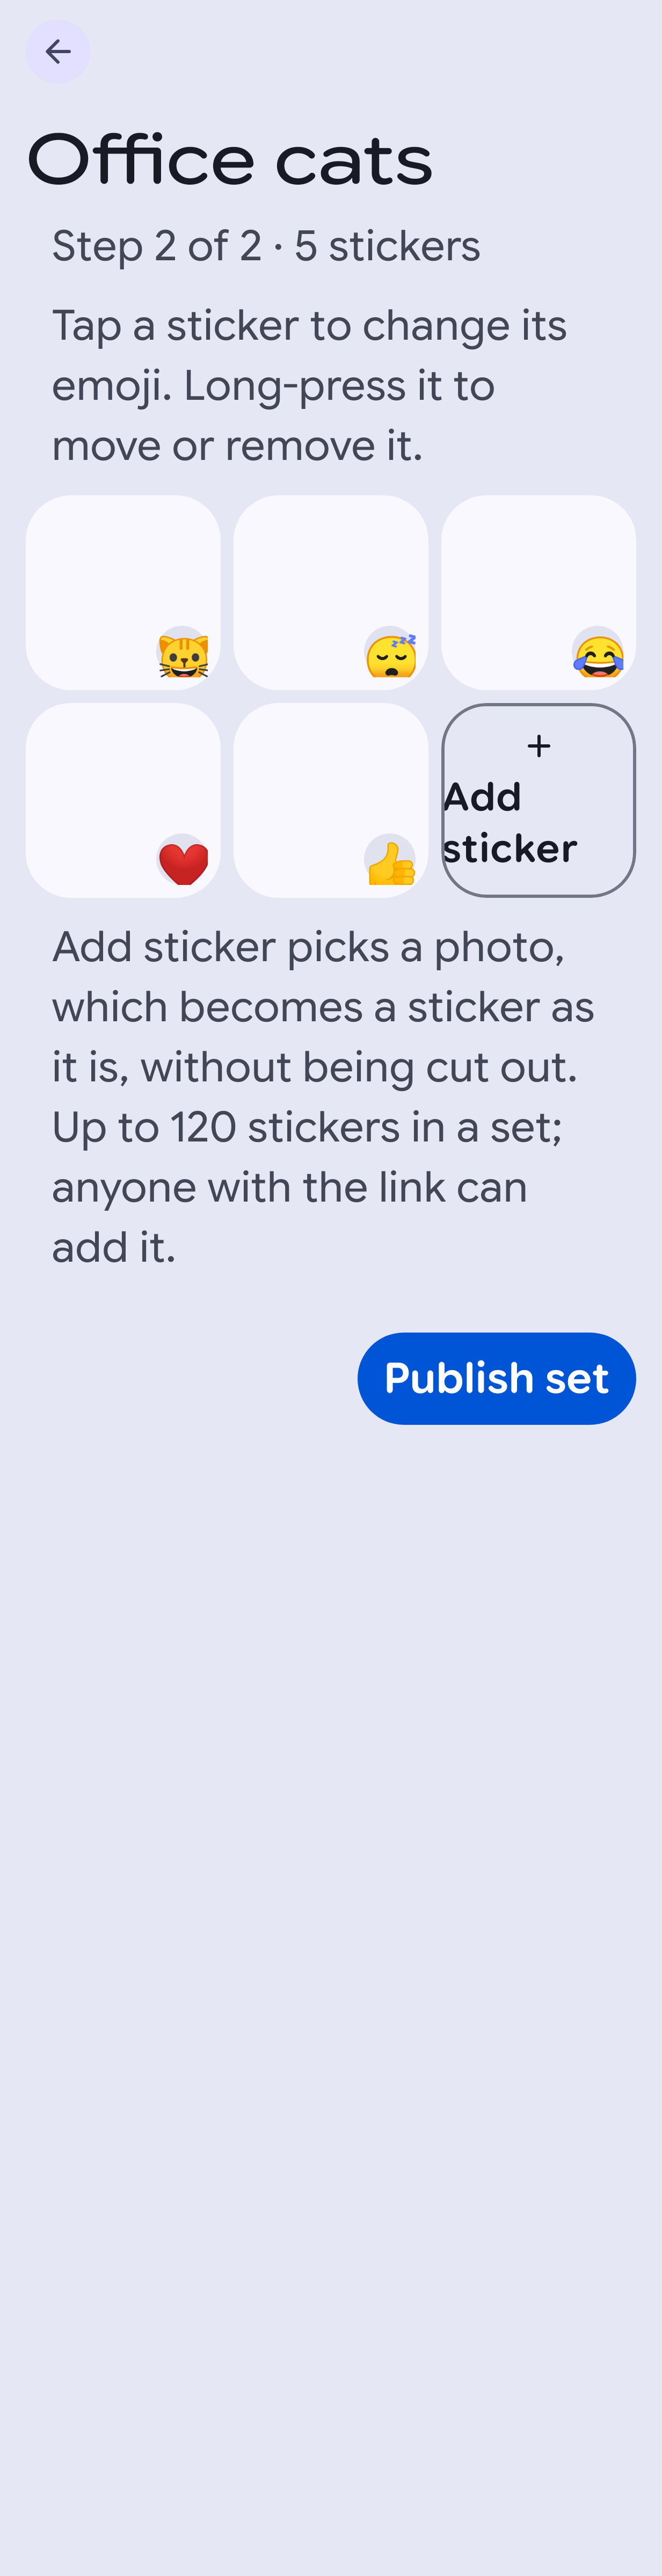 Office cats
Step 2 of 2 · 5 stickers
Tap a sticker to change its
emoji. Long-press it to
move or remove it.
Add
sticker
Add sticker picks a photo,
which becomes a sticker as
it is, without being cut out.
Up to 120 stickers in a set;
anyone with the link can
add it.
Publish set